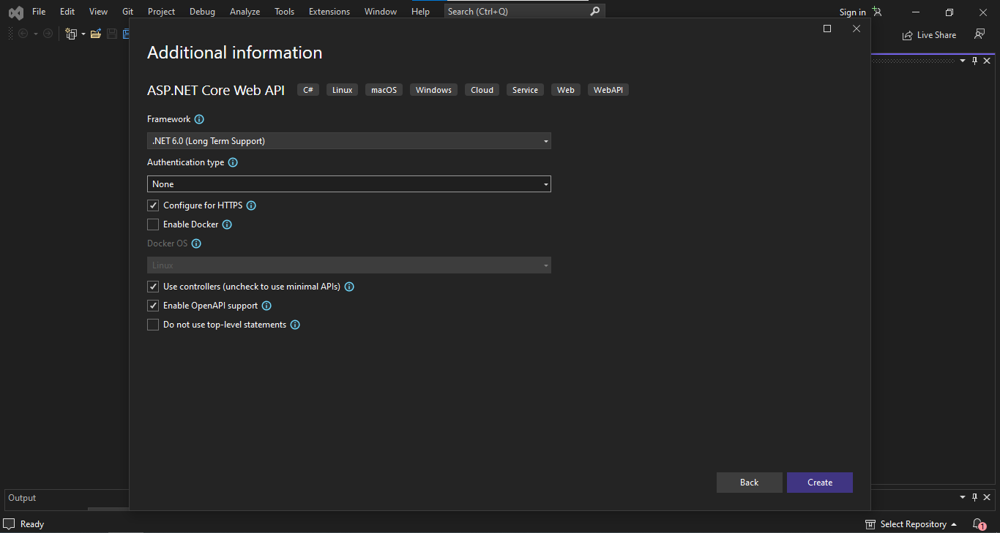 File Edit View Git Project Debug Analyze Tools Extensions Window Help Search (Ctrl+Q) Sign in
Live Share
Additional information
ASP.NET Core Web API C# Linux macOS Windows Cloud Service Web WebAPI
Framework
.NET 6.0 (Long Term Support)
Authentication type
None
Configure for HTTPS
Enable Docker
Docker OS
Linux
Use controllers (uncheck to use minimal APIs)
Enable OpenAPI support
Do not use top-level statements
Back Create
Output
Ready Select Repository 1